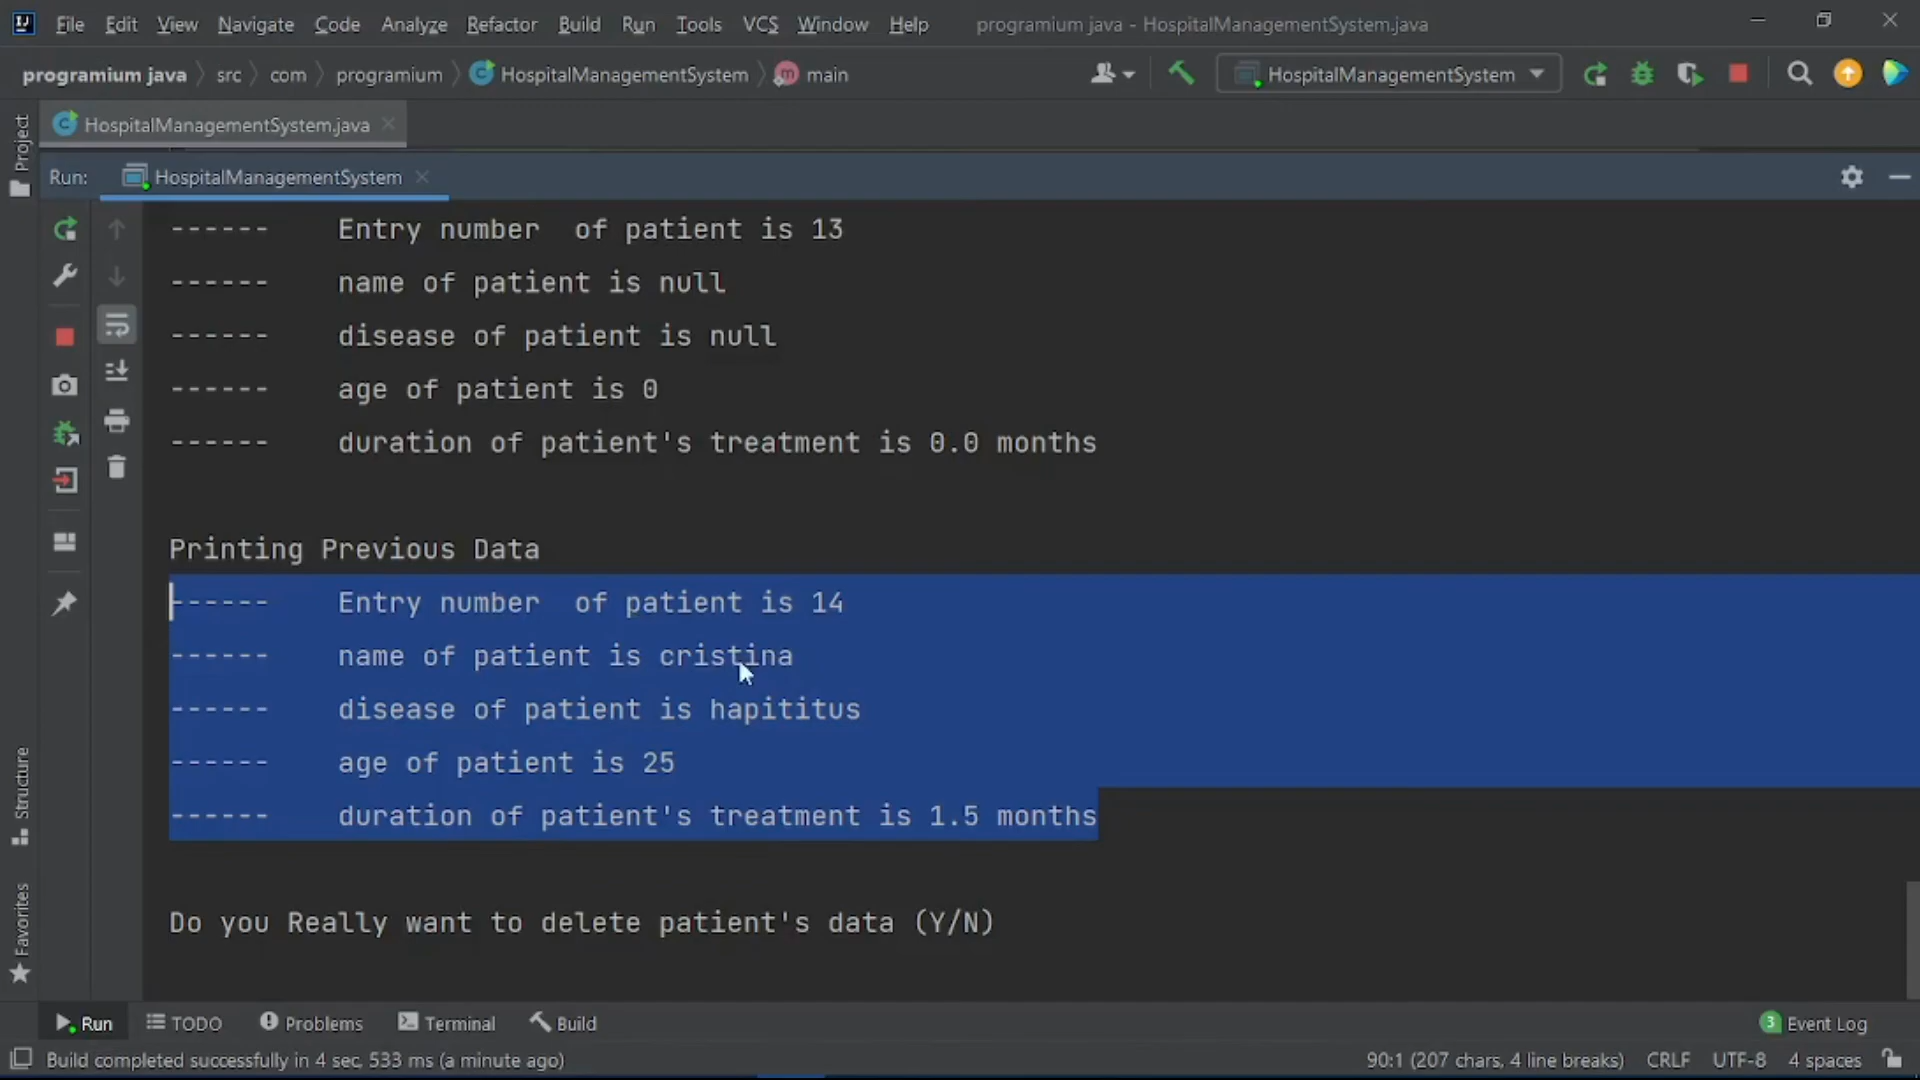 File Edit View Navigate Code Analyze Refactor Build Run Tools VCS Window Help programium java - HospitalManagementSystem.java
programium java src com programium HospitalManagementSystem main HospitalManagementSystem
HospitalManagementSystem.java
Project
Run: HospitalManagementSystem
------ Entry number  of patient is 13
------ name of patient is null
------ disease of patient is null
------ age of patient is 0
------ duration of patient's treatment is 0.0 months
Printing Previous Data
------ Entry number  of patient is 14
------ name of patient is cristina
------ disease of patient is hapititus
------ age of patient is 25
------ duration of patient's treatment is 1.5 months
Do you Really want to delete patient's data (Y/N)
Structure
Favorites
Run TODO Problems Terminal Build 3 Event Log
Build completed successfully in 4 sec, 533 ms (a minute ago) 90:1 (207 chars, 4 line breaks) CRLF UTF-8 4 spaces